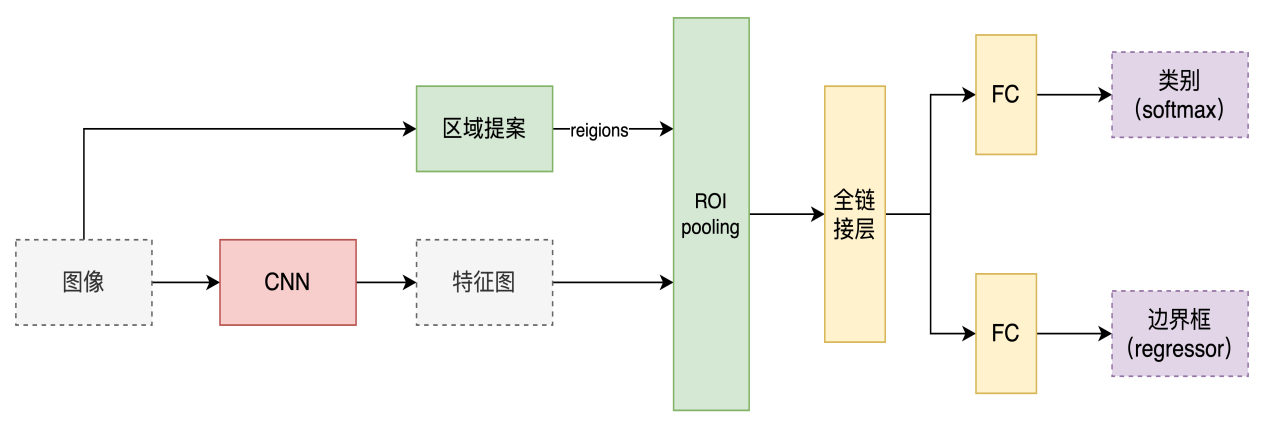 区域提案
reigions
图像
CNN
特征图
ROI
pooling
全链
接层
FC
类别
(softmax)
FC
边界框
(regressor)